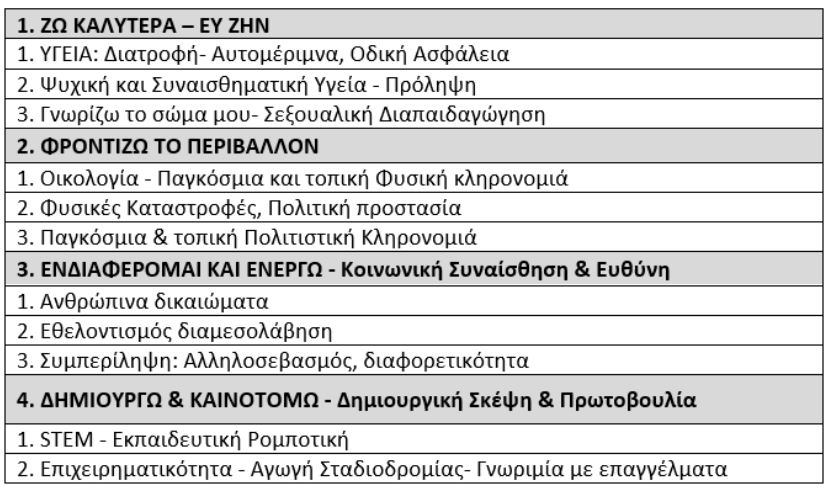 1. ΖΩ ΚΑΛΥΤΕΡΑ – ΕΥ ΖΗΝ
1. ΥΓΕΙΑ: Διατροφή- Αυτομέριμνα, Οδική Ασφάλεια
2. Ψυχική και Συναισθηματική Υγεία - Πρόληψη
3. Γνωρίζω το σώμα μου- Σεξουαλική Διαπαιδαγώγηση
2. ΦΡΟΝΤΙΖΩ ΤΟ ΠΕΡΙΒΑΛΛΟΝ
1. Οικολογία - Παγκόσμια και τοπική Φυσική κληρονομιά
2. Φυσικές Καταστροφές, Πολιτική προστασία
3. Παγκόσμια & τοπική Πολιτιστική Κληρονομιά
3. ΕΝΔΙΑΦΕΡΟΜΑΙ ΚΑΙ ΕΝΕΡΓΩ - Κοινωνική Συναίσθηση & Ευθύνη
1. Ανθρώπινα δικαιώματα
2. Εθελοντισμός διαμεσολάβηση
3. Συμπερίληψη: Αλληλοσεβασμός, διαφορετικότητα
4. ΔΗΜΙΟΥΡΓΩ & ΚΑΙΝΟΤΟΜΩ - Δημιουργική Σκέψη & Πρωτοβουλία
1. STEM - Εκπαιδευτική Ρομποτική
2. Επιχειρηματικότητα - Αγωγή Σταδιοδρομίας- Γνωριμία με επαγγέλματα